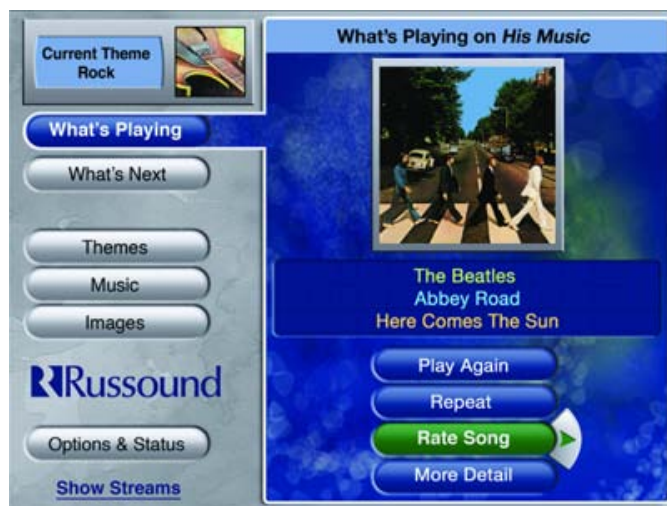 Current Theme
Rock
What's Playing
What's Next
Themes
Music
Images
Russound
Options & Status
Show Streams
What's Playing on His Music
The Beatles
Abbey Road
Here Comes The Sun
Play Again
Repeat
Rate Song
More Detail